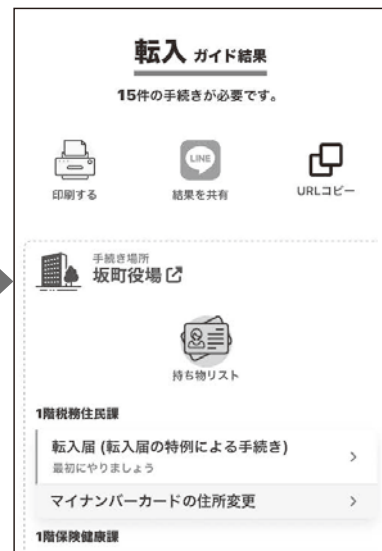 転入 ガイド結果
15件の手続きが必要です。
LINE
印刷する
結果を共有
URLコピー
手続き場所
坂町役場
持ち物リスト
1階税務住民課
転入届 (転入届の特例による手続き)
最初にやりましょう
マイナンバーカードの住所変更
1階保険健康課